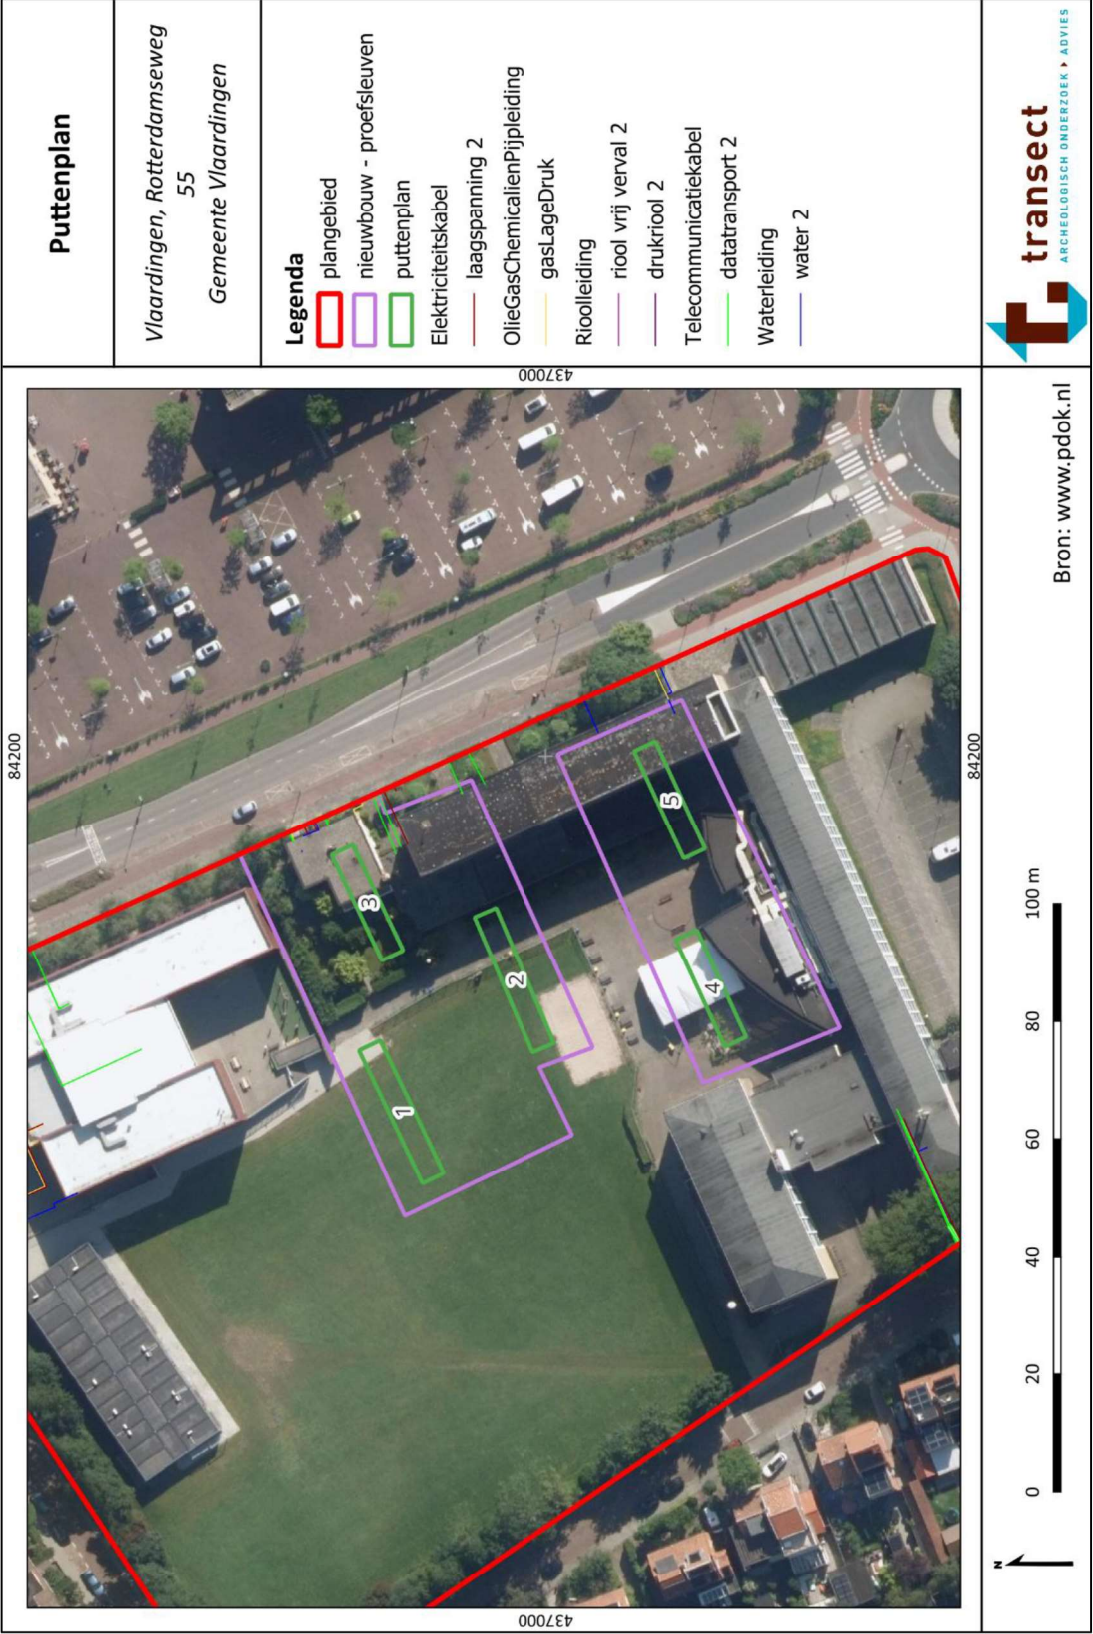 Puttenplan
Vlaardingen, Rotterdamseweg
55
Gemeente Vlaardingen
Legenda
plangebied
nieuwbouw - proefsleuven
puttenplan
Elektriciteitskabel
laagspanning 2
OlieGasChemicalienPijpleiding
gasLageDruk
Rioolleiding
riool vrij verval 2
drukriool 2
Telecommunicatiekabel
datatransport 2
Waterleiding
water 2
transect
ARCHEOLOGISCH ONDERZOEK ▸ ADVIES
84200
84200
437000
437000
1
2
3
4
5
N
0 20 40 60 80 100 m
Bron: www.pdok.nl